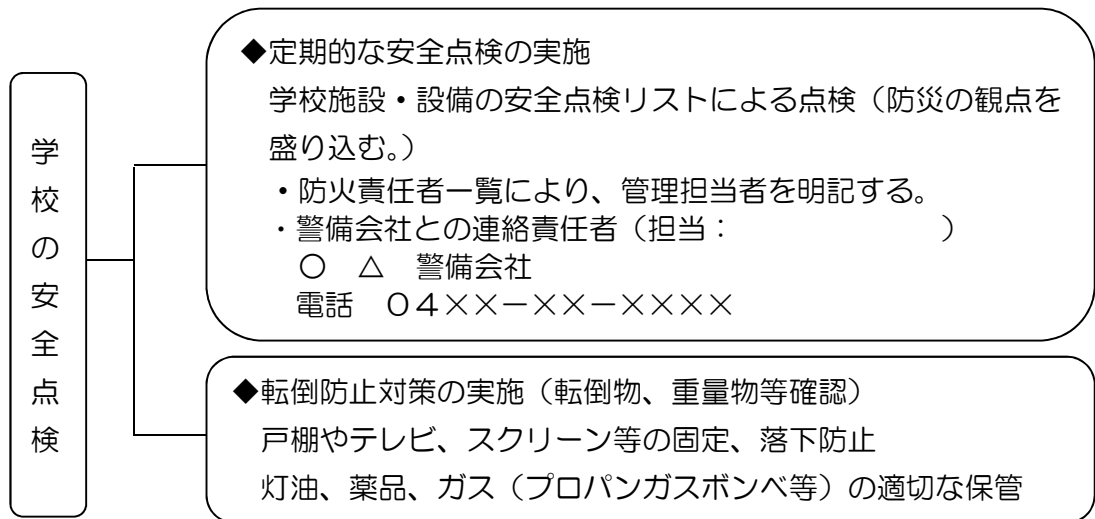 学校の安全点検
◆定期的な安全点検の実施
学校施設・設備の安全点検リストによる点検（防災の観点を
盛り込む。）
・防火責任者一覧により、管理担当者を明記する。
・警備会社との連絡責任者（担当：　　　　　　　　）
〇　△　警備会社
電話　０４××－××－××××
◆転倒防止対策の実施（転倒物、重量物等確認）
戸棚やテレビ、スクリーン等の固定、落下防止
灯油、薬品、ガス（プロパンガスボンベ等）の適切な保管